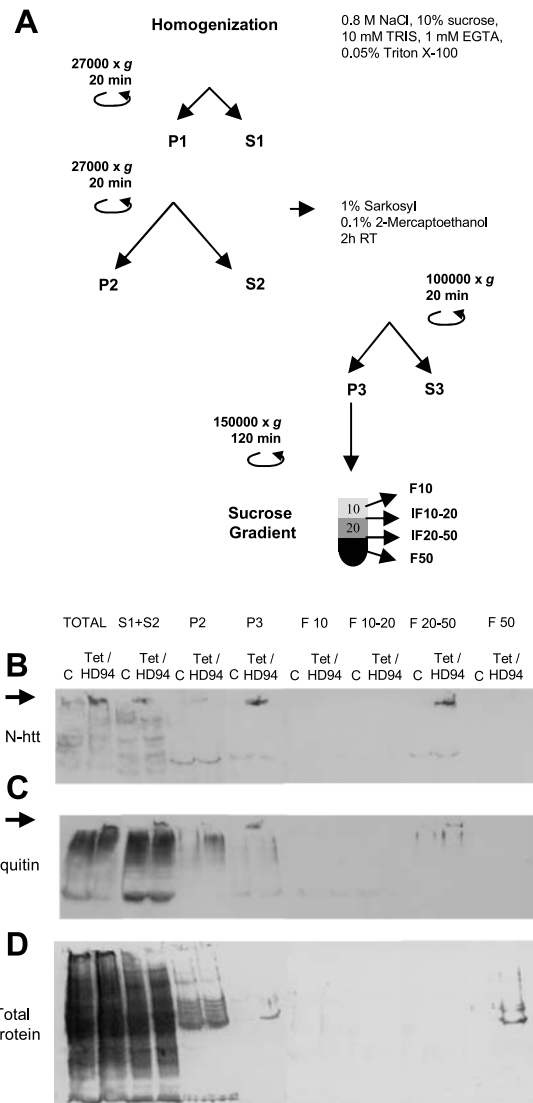 A
Homogenization
0.8 M NaCl, 10% sucrose,
10 mM TRIS, 1 mM EGTA,
0.05% Triton X-100
27000 x g
20 min
P1 S1
27000 x g
20 min
1% Sarkosyl
0.1% 2-Mercaptoethanol
2h RT
P2 S2
100000 x g
20 min
P3 S3
150000 x g
120 min
Sucrose
Gradient
10
20
F10
IF10-20
IF20-50
F50
TOTAL S1+S2 P2 P3 F 10 F 10-20 F 20-50 F 50
B
C Tet / HD94 C Tet / HD94 C Tet / HD94 C Tet / HD94 C Tet / HD94 C Tet / HD94 C Tet / HD94 C Tet / HD94
N-htt
C
quitin
D
otal
rotein